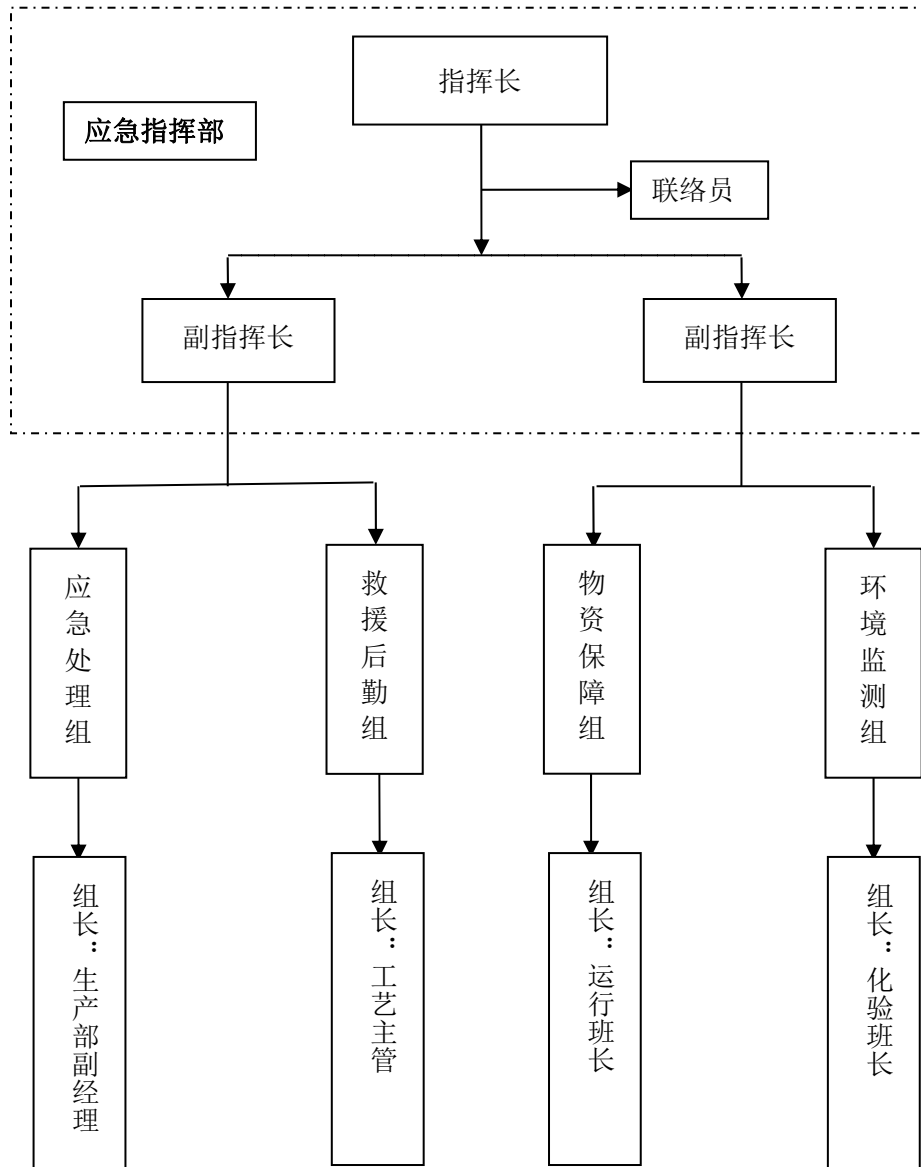 指挥长
应急指挥部
联络员
副指挥长
副指挥长
应急处理组
救援后勤组
物资保障组
环境监测组
组长：生产部副经理
组长：工艺主管
组长：运行班长
组长：化验班长